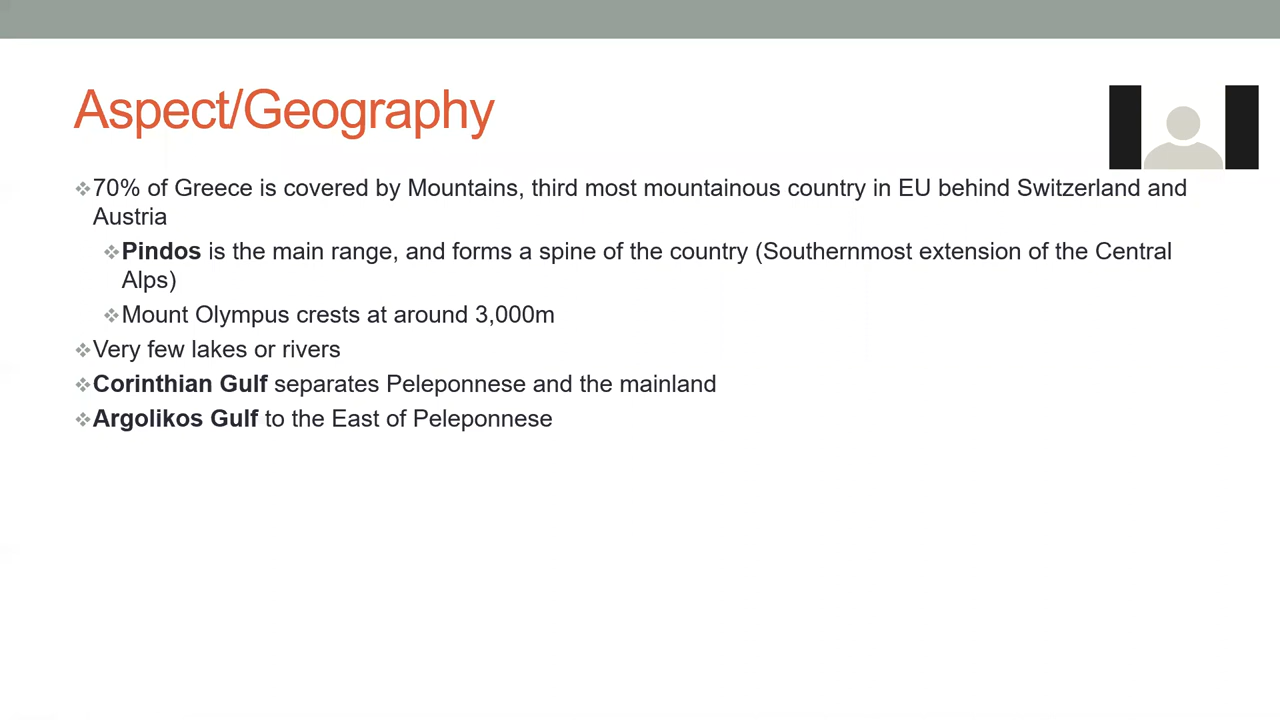 Aspect/Geography
❖70% of Greece is covered by Mountains, third most mountainous country in EU behind Switzerland and
Austria
❖Pindos is the main range, and forms a spine of the country (Southernmost extension of the Central
Alps)
❖Mount Olympus crests at around 3,000m
❖Very few lakes or rivers
❖Corinthian Gulf separates Peleponnese and the mainland
❖Argolikos Gulf to the East of Peleponnese